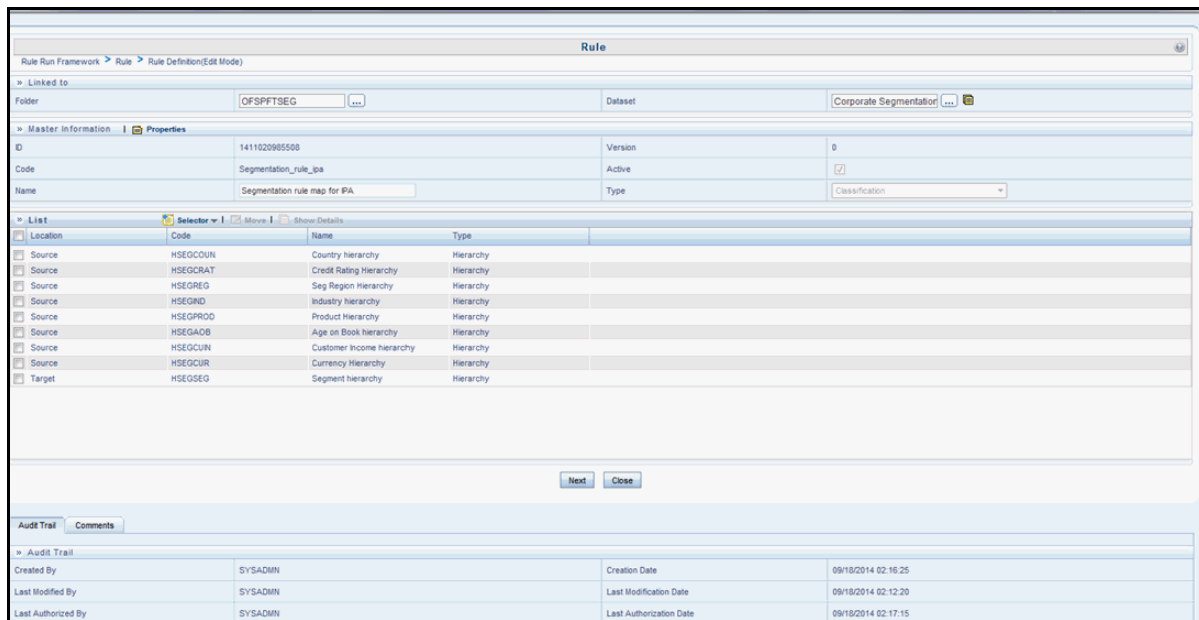 Rule
Rule Run Framework > Rule > Rule Definition(Edit Mode)
» Linked to
Folder OFSPFTSEG ... Dataset Corporate Segmentation ...
» Master Information | Properties
ID 1411020985508 Version 0
Code Segmentation_rule_ipa Active
Name Segmentation rule map for IPA Type Classification
» List Selector | Move | Show Details
Location Code Name Type
Source HSEGCOUN Country hierarchy Hierarchy
Source HSEGCRAT Credit Rating Hierarchy Hierarchy
Source HSEGREG Seg Region Hierarchy Hierarchy
Source HSEGIND Industry hierarchy Hierarchy
Source HSEGPROD Product Hierarchy Hierarchy
Source HSEGAOB Age on Book hierarchy Hierarchy
Source HSEGCUIN Customer Income hierarchy Hierarchy
Source HSEGCUR Currency Hierarchy Hierarchy
Target HSEGSEG Segment hierarchy Hierarchy
Next Close
Audit Trail Comments
» Audit Trail
Created By SYSADMN Creation Date 09/18/2014 02:16:25
Last Modified By SYSADMN Last Modification Date 09/18/2014 02:12:20
Last Authorized By SYSADMN Last Authorization Date 09/18/2014 02:17:15